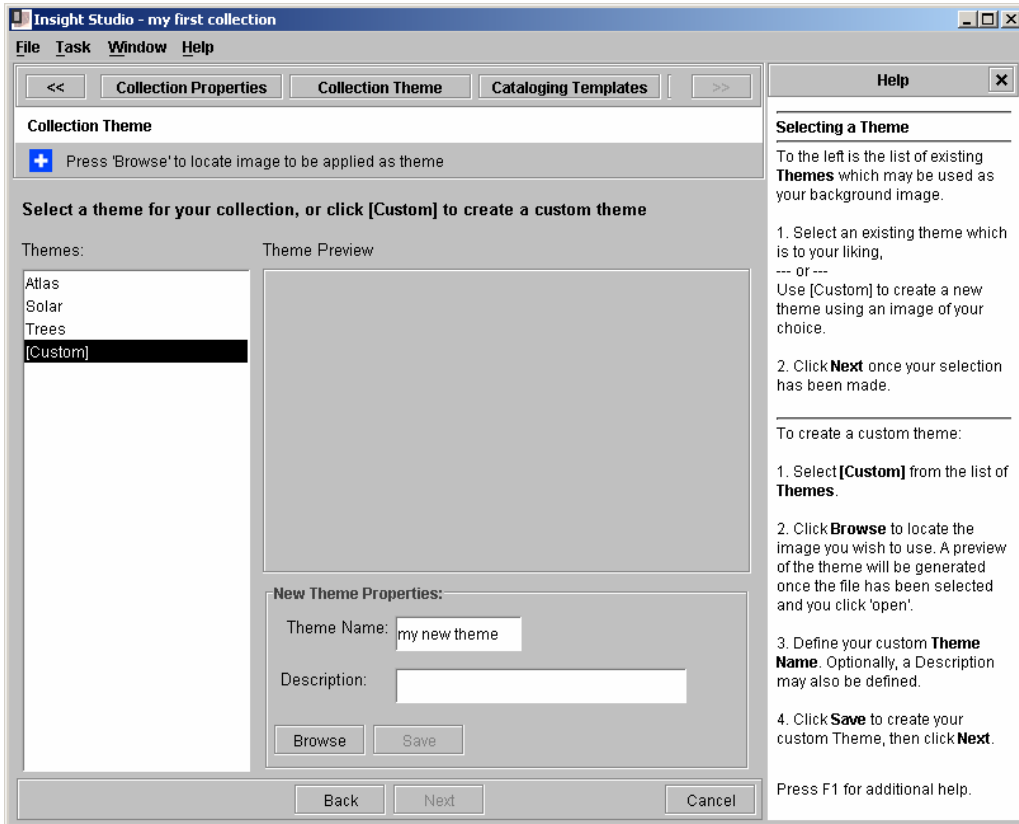 Insight Studio - my first collection
File Task Window Help
<< Collection Properties Collection Theme Cataloging Templates >>
Collection Theme
Press 'Browse' to locate image to be applied as theme
Select a theme for your collection, or click [Custom] to create a custom theme
Themes:
Atlas
Solar
Trees
[Custom]
Theme Preview
New Theme Properties:
Theme Name: my new theme
Description:
Browse Save
Back Next Cancel
Help
Selecting a Theme
To the left is the list of existing
Themes which may be used as
your background image.
1. Select an existing theme which
is to your liking,
--- or ---
Use [Custom] to create a new
theme using an image of your
choice.
2. Click Next once your selection
has been made.
To create a custom theme:
1. Select [Custom] from the list of
Themes.
2. Click Browse to locate the
image you wish to use. A preview
of the theme will be generated
once the file has been selected
and you click 'open'.
3. Define your custom Theme
Name. Optionally, a Description
may also be defined.
4. Click Save to create your
custom Theme, then click Next.
Press F1 for additional help.